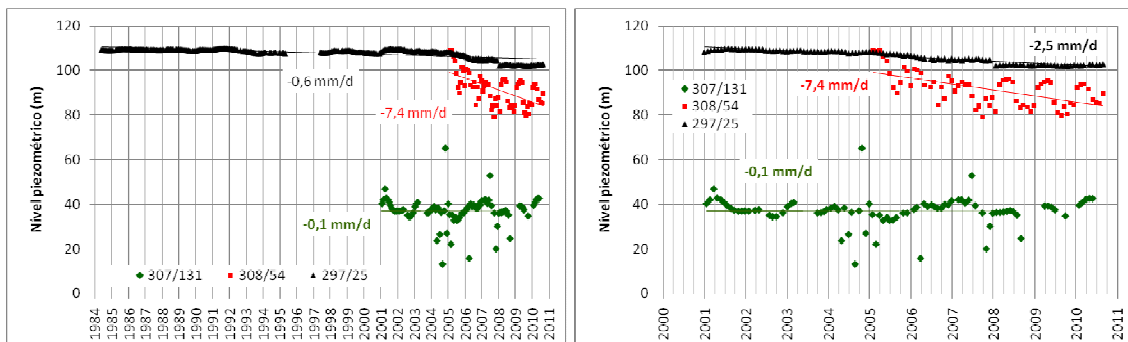 120
100
80
60
40
20
0
Nível piezométrico (m)
-0,6 mm/d
-7,4 mm/d
-0,1 mm/d
307/131 308/54 297/25
1984 1985 1986 1987 1988 1989 1990 1991 1992 1993 1994 1995 1996 1997 1998 1999 2000 2001 2002 2003 2004 2005 2006 2007 2008 2009 2010 2011
120
100
80
60
40
20
0
Nível piezométrico (m)
-2,5 mm/d
307/131
308/54
297/25
-7,4 mm/d
-0,1 mm/d
2000 2001 2002 2003 2004 2005 2006 2007 2008 2009 2010 2011